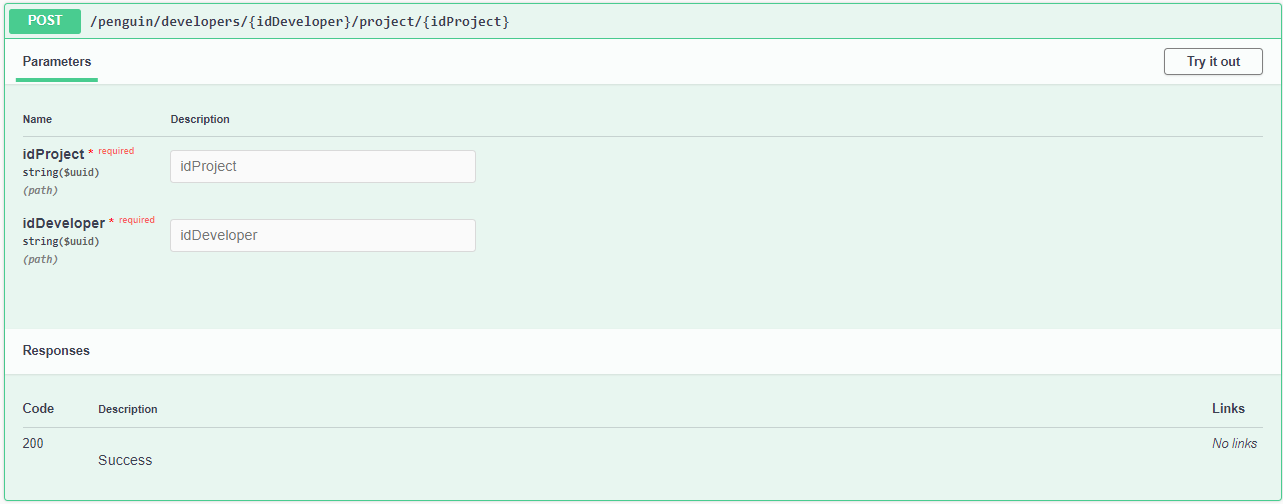 POST /penguin/developers/{idDeveloper}/project/{idProject}
Parameters
Try it out
Name Description
idProject * required
string($uuid)
(path)
idProject
idDeveloper * required
string($uuid)
(path)
idDeveloper
Responses
Code Description Links
200 No links
Success